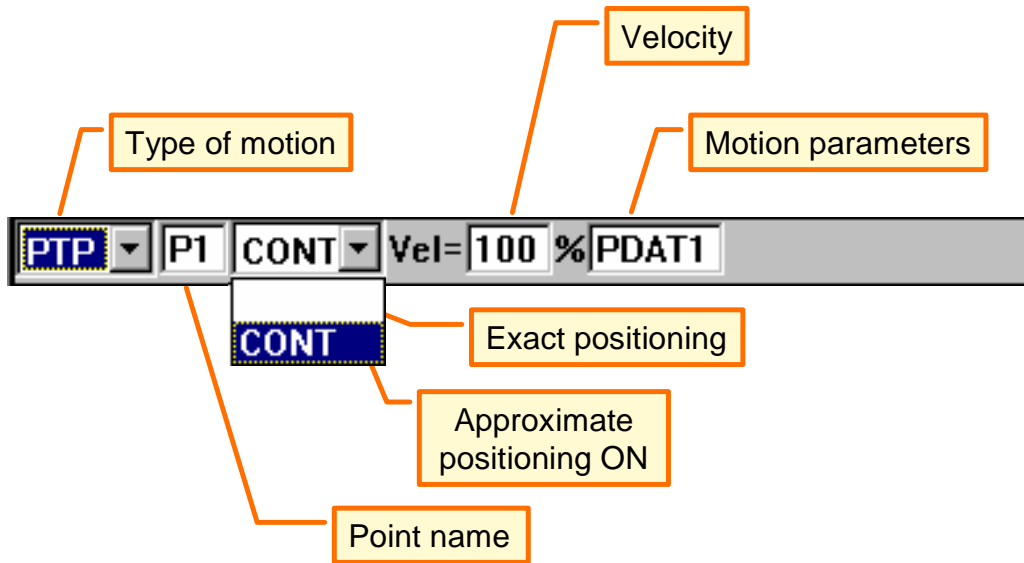 Velocity
Type of motion
Motion parameters
PTP P1 CONT Vel= 100 % PDAT1
CONT
Exact positioning
Approximate
positioning ON
Point name